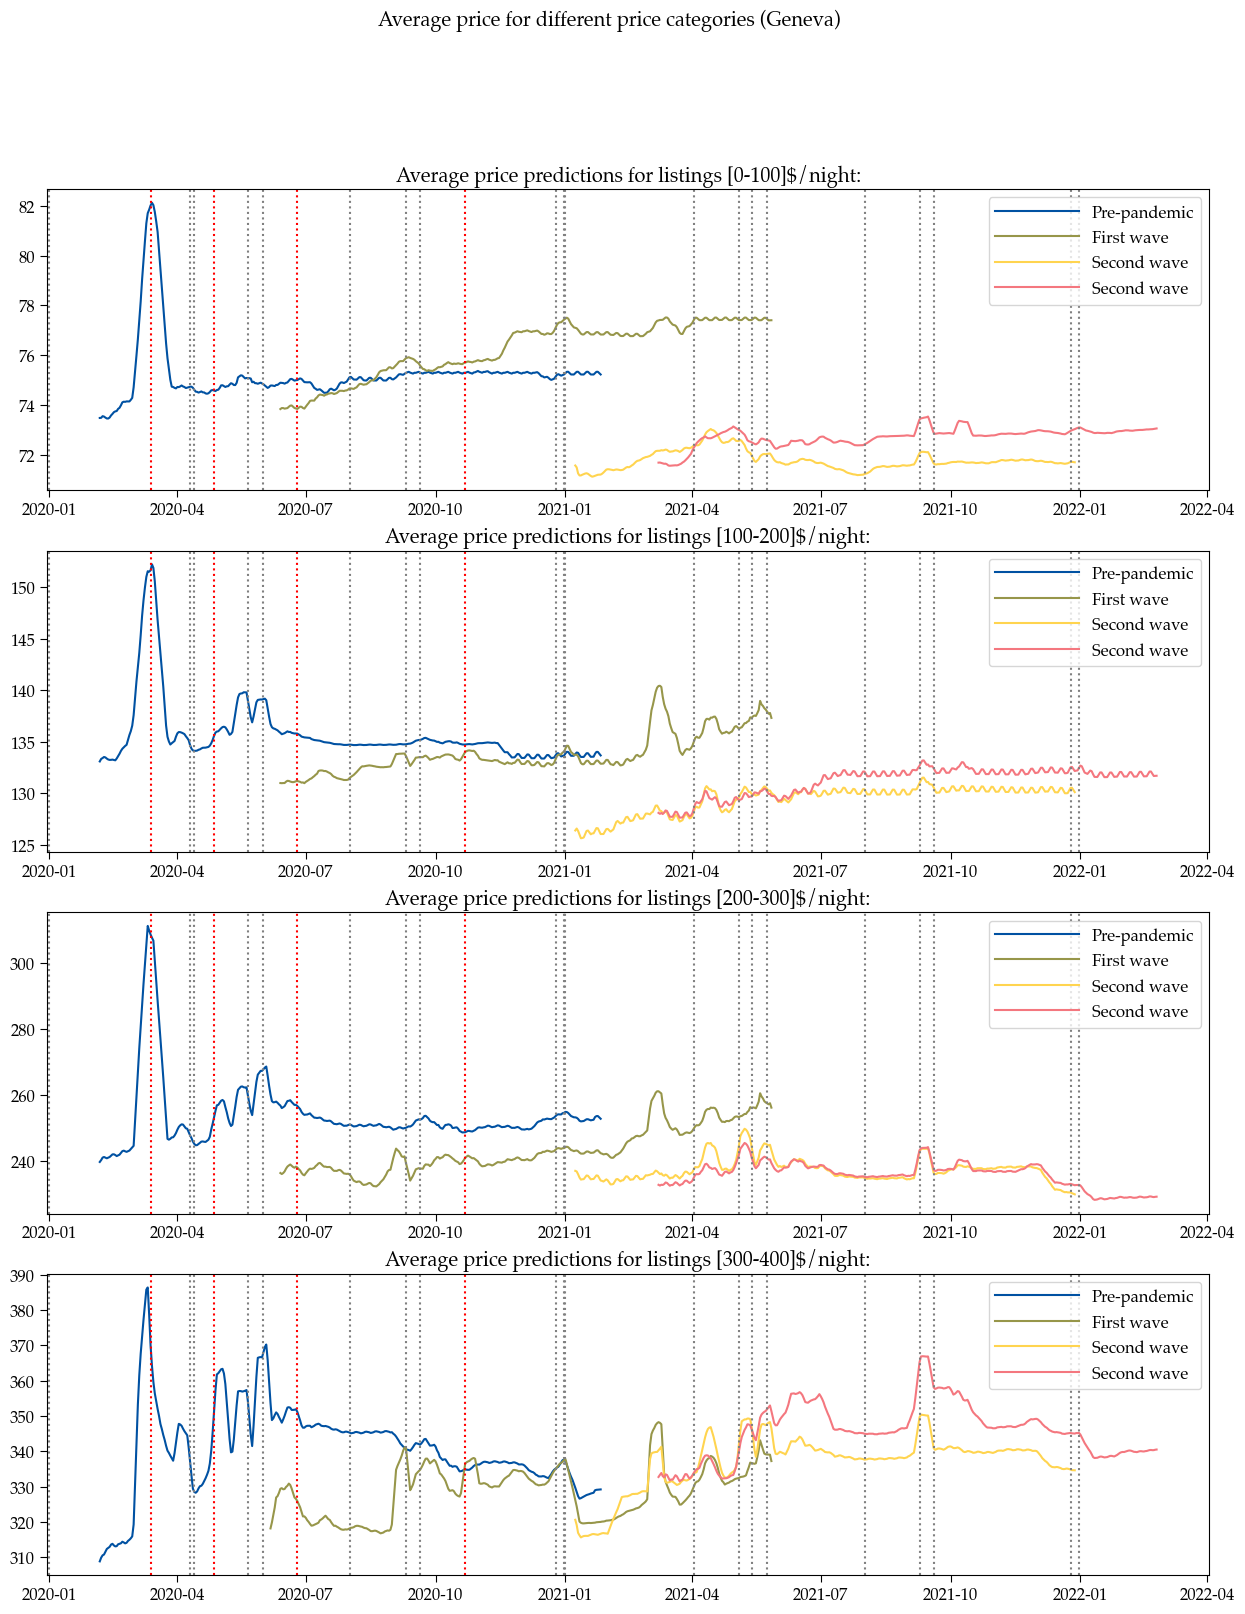 Average price for different price categories (Geneva)
Average price predictions for listings [0-100]$/night:
82
80
78
76
74
72
Pre-pandemic
First wave
Second wave
Second wave
2020-01 2020-04 2020-07 2020-10 2021-01 2021-04 2021-07 2021-10 2022-01 2022-04
Average price predictions for listings [100-200]$/night:
150
145
140
135
130
125
Pre-pandemic
First wave
Second wave
Second wave
2020-01 2020-04 2020-07 2020-10 2021-01 2021-04 2021-07 2021-10 2022-01 2022-04
Average price predictions for listings [200-300]$/night:
300
280
260
240
Pre-pandemic
First wave
Second wave
Second wave
2020-01 2020-04 2020-07 2020-10 2021-01 2021-04 2021-07 2021-10 2022-01 2022-04
Average price predictions for listings [300-400]$/night:
390
380
370
360
350
340
330
320
310
Pre-pandemic
First wave
Second wave
Second wave
2020-01 2020-04 2020-07 2020-10 2021-01 2021-04 2021-07 2021-10 2022-01 2022-04